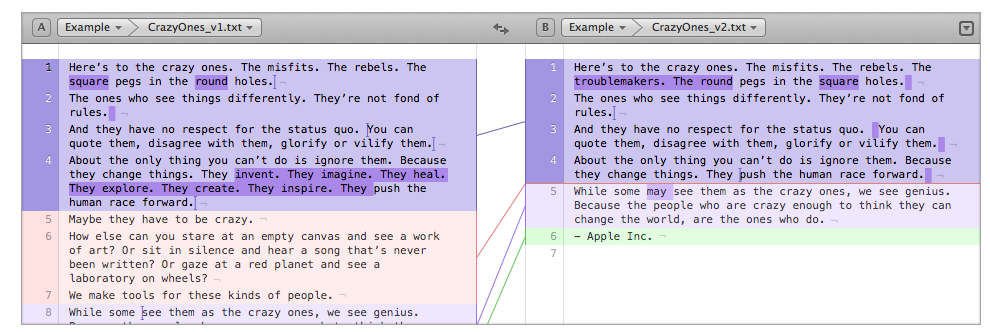 A Example CrazyOnes_v1.txt
1 Here's to the crazy ones. The misfits. The rebels. The
square pegs in the round holes. ¬
2 The ones who see things differently. They're not fond of
rules. ¬
3 And they have no respect for the status quo. You can
quote them, disagree with them, glorify or vilify them. ¬
4 About the only thing you can't do is ignore them. Because
they change things. They invent. They imagine. They heal.
They explore. They create. They inspire. They push the
human race forward. ¬
5 Maybe they have to be crazy. ¬
6 How else can you stare at an empty canvas and see a work
of art? Or sit in silence and hear a song that's never
been written? Or gaze at a red planet and see a
laboratory on wheels? ¬
7 We make tools for these kinds of people. ¬
8 While some see them as the crazy ones, we see genius.
B Example CrazyOnes_v2.txt
1 Here's to the crazy ones. The misfits. The rebels. The
troublemakers. The round pegs in the square holes. ¬
2 The ones who see things differently. They're not fond of
rules. ¬
3 And they have no respect for the status quo. You can
quote them, disagree with them, glorify or vilify them. ¬
4 About the only thing you can't do is ignore them. Because
they change things. They push the human race forward. ¬
5 While some may see them as the crazy ones, we see genius.
Because the people who are crazy enough to think they can
change the world, are the ones who do. ¬
6 – Apple Inc. ¬
7